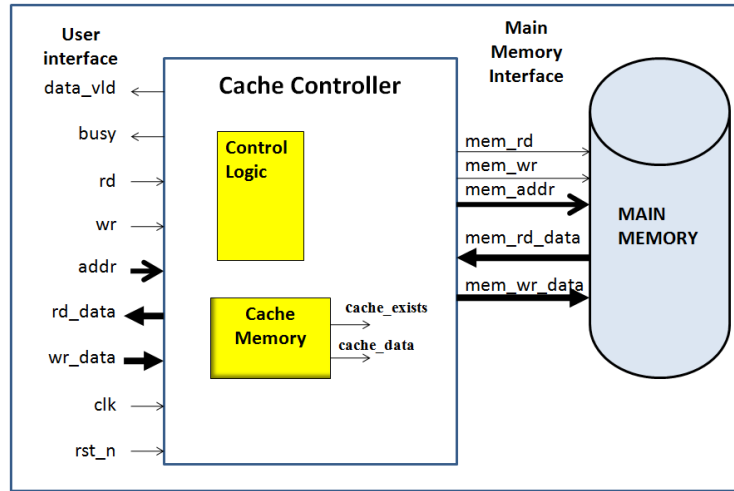 User
interface
data_vld
busy
rd
wr
addr
rd_data
wr_data
clk
rst_n
Cache Controller
Control
Logic
Cache
Memory
cache_exists
cache_data
Main
Memory
Interface
mem_rd
mem_wr
mem_addr
mem_rd_data
mem_wr_data
MAIN
MEMORY